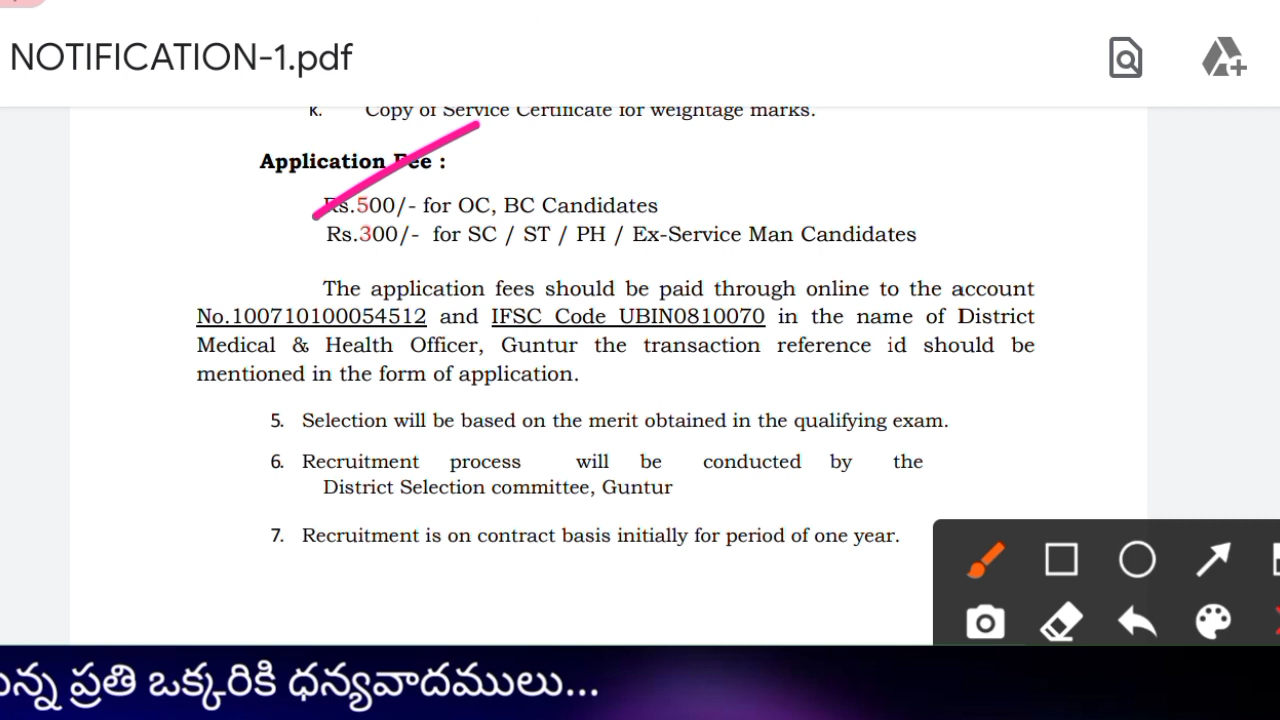 NOTIFICATION-1.pdf
K. Copy of Service Certificate for weightage marks.
Application Fee :
Rs.500/- for OC, BC Candidates
Rs.300/- for SC / ST / PH / Ex-Service Man Candidates
The application fees should be paid through online to the account
No.100710100054512 and IFSC Code UBIN0810070 in the name of District
Medical & Health Officer, Guntur the transaction reference id should be
mentioned in the form of application.
5. Selection will be based on the merit obtained in the qualifying exam.
6. Recruitment process will be conducted by the
District Selection committee, Guntur
7. Recruitment is on contract basis initially for period of one year.
ప్రతి ఒక్కరికి ధన్యవాదములు...